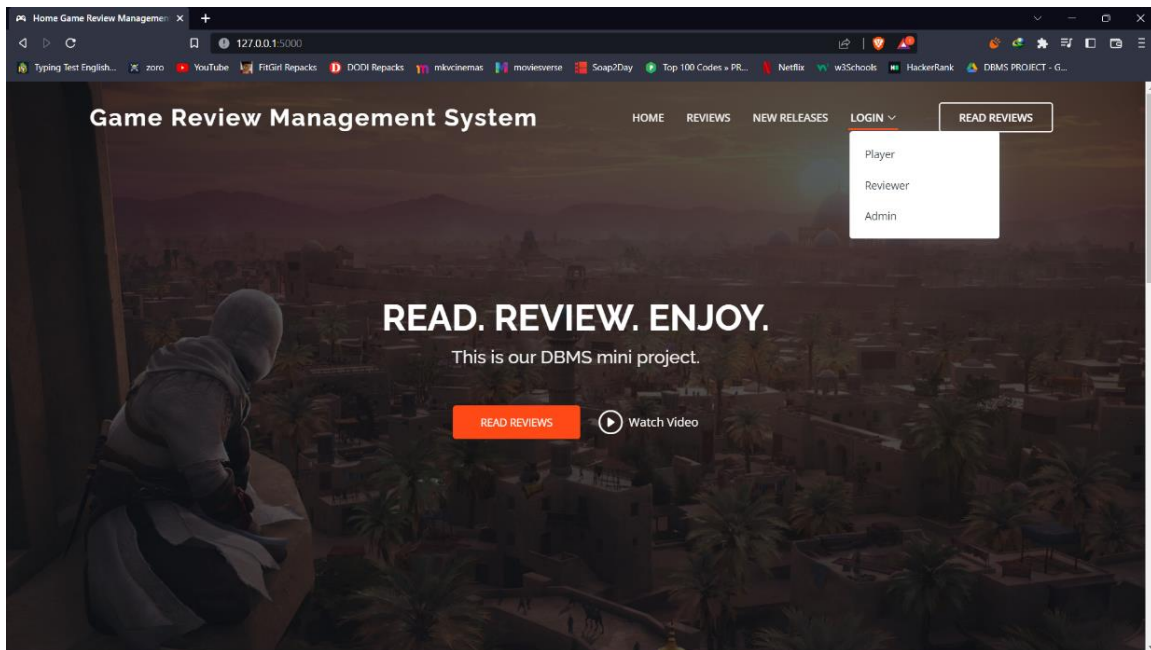 Home Game Review Managemen
127.0.0.1:5000
Typing Test English... zoro YouTube FitGirl Repacks DODI Repacks mkvcinemas moviesverse Soap2Day Top 100 Codes » PR... Netflix w3Schools HackerRank DBMS PROJECT - G...
Game Review Management System HOME REVIEWS NEW RELEASES LOGIN READ REVIEWS
Player
Reviewer
Admin
READ. REVIEW. ENJOY.
This is our DBMS mini project.
READ REVIEWS Watch Video